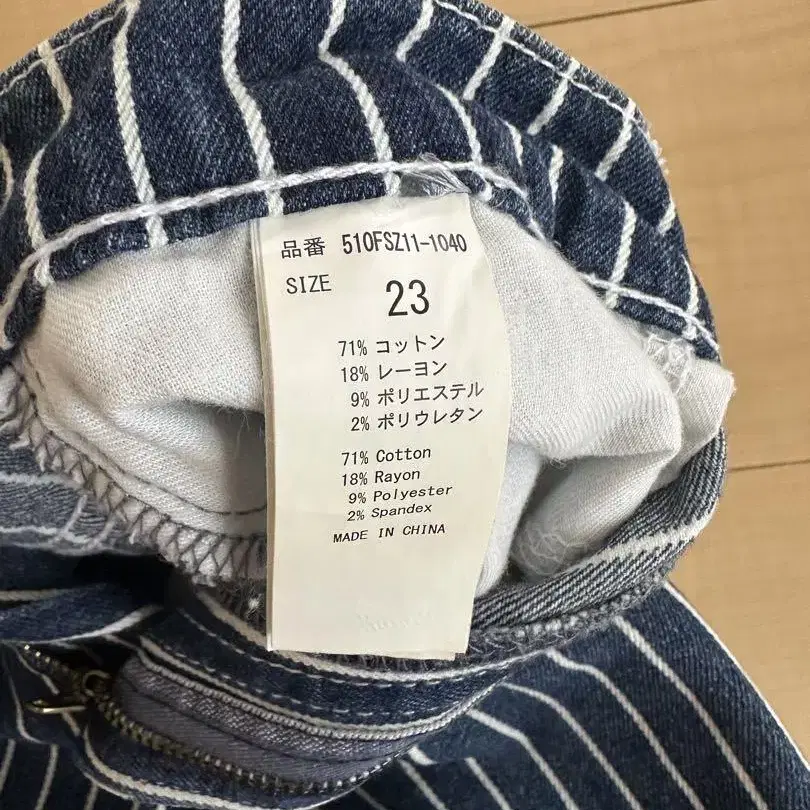 品番 510FSZ11-1040
SIZE 23
71% コットン
18% レーヨン
9% ポリエステル
2% ポリウレタン
71% Cotton
18% Rayon
9% Polyester
2% Spandex
MADE IN CHINA